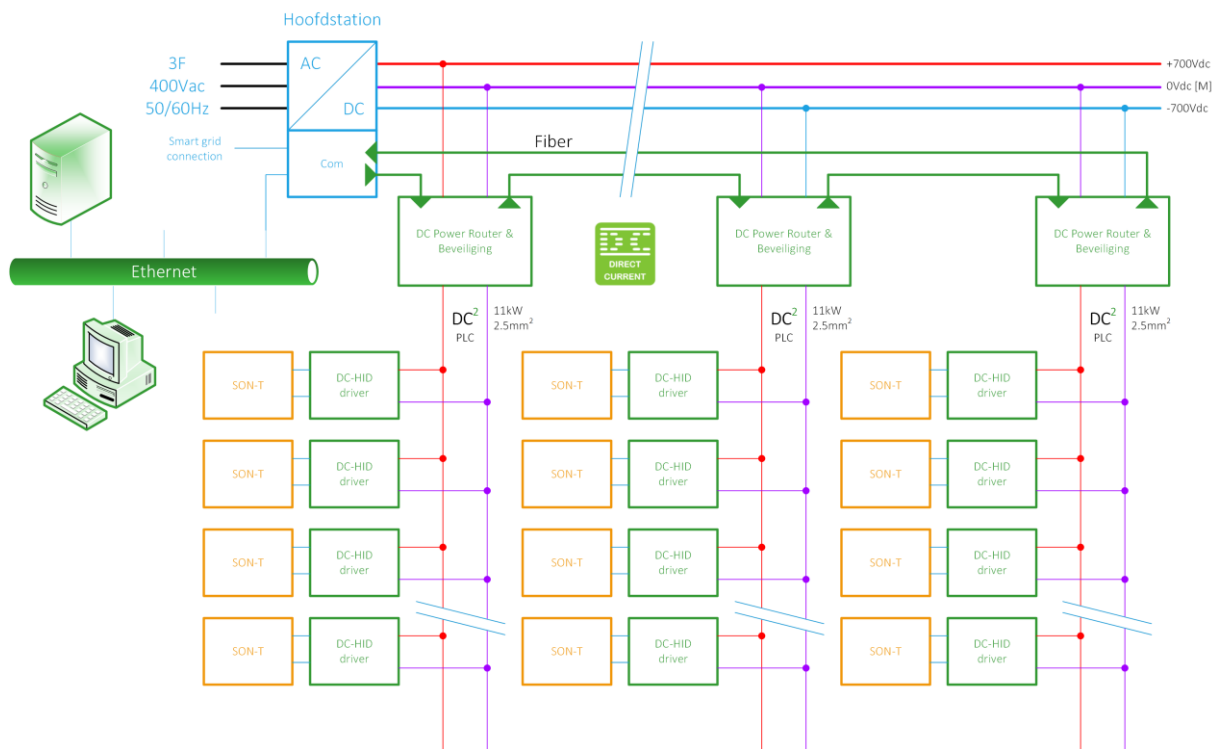 Hoofdstation
3F
400Vac
50/60Hz
AC
DC
+700Vdc
0Vdc [M]
-700Vdc
Smart grid
connection
Com
Fiber
DC Power Router &
Beveiliging
DC
DIRECT
CURRENT
DC Power Router &
Beveiliging
DC Power Router &
Beveiliging
Ethernet
DC²
PLC
11kW
2.5mm²
DC²
PLC
11kW
2.5mm²
DC²
PLC
11kW
2.5mm²
SON-T
DC-HID
driver
SON-T
DC-HID
driver
SON-T
DC-HID
driver
SON-T
DC-HID
driver
SON-T
DC-HID
driver
SON-T
DC-HID
driver
SON-T
DC-HID
driver
SON-T
DC-HID
driver
SON-T
DC-HID
driver
SON-T
DC-HID
driver
SON-T
DC-HID
driver
SON-T
DC-HID
driver